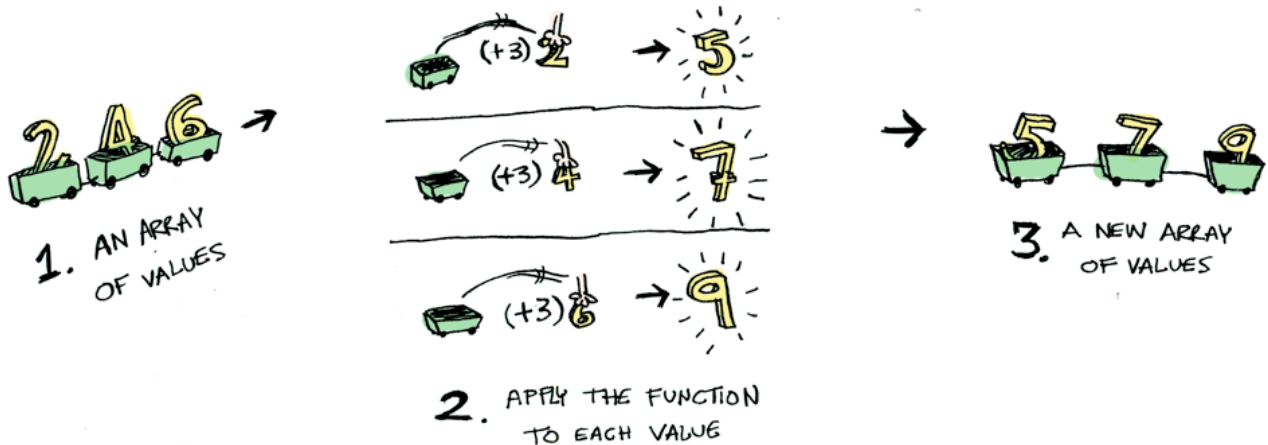 2 4 6
1. AN ARRAY
OF VALUES
(+3) 2 5
(+3) 4 7
(+3) 6 9
2. APPLY THE FUNCTION
TO EACH VALUE
5 7 9
3. A NEW ARRAY
OF VALUES